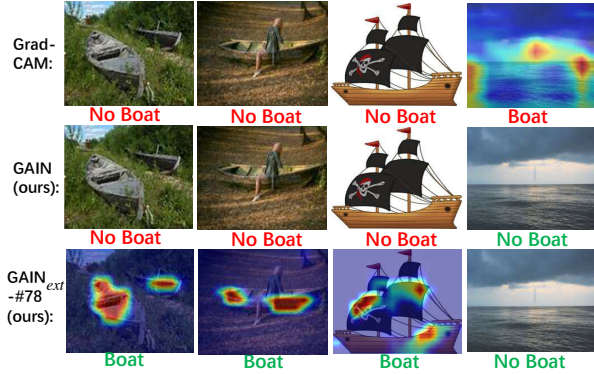 Grad-
CAM:
No Boat No Boat No Boat Boat
GAIN
(ours):
No Boat No Boat No Boat No Boat
GAIN ext
-#78
(ours):
Boat Boat Boat No Boat